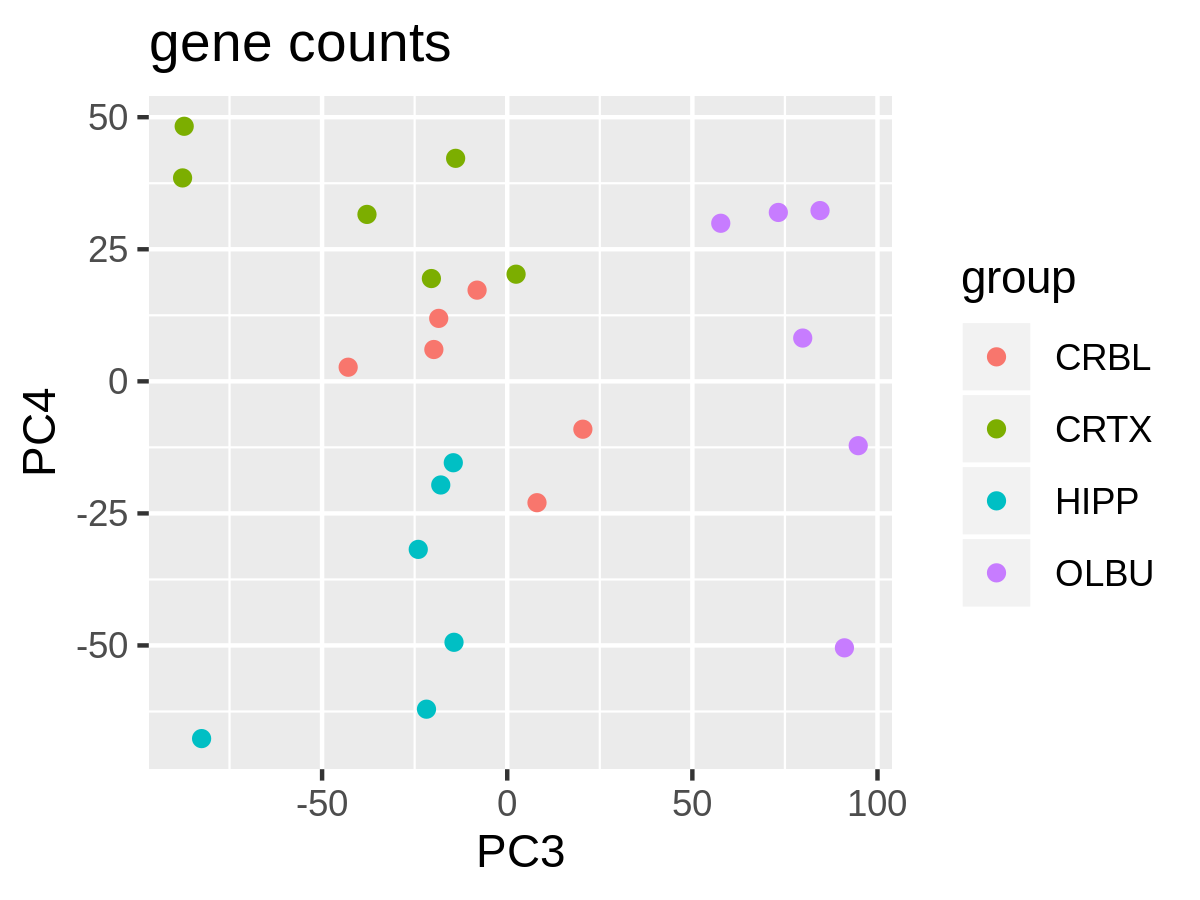 gene counts
50
25
0
-25
-50
-50 0 50 100
PC3
PC4
group
CRBL
CRTX
HIPP
OLBU